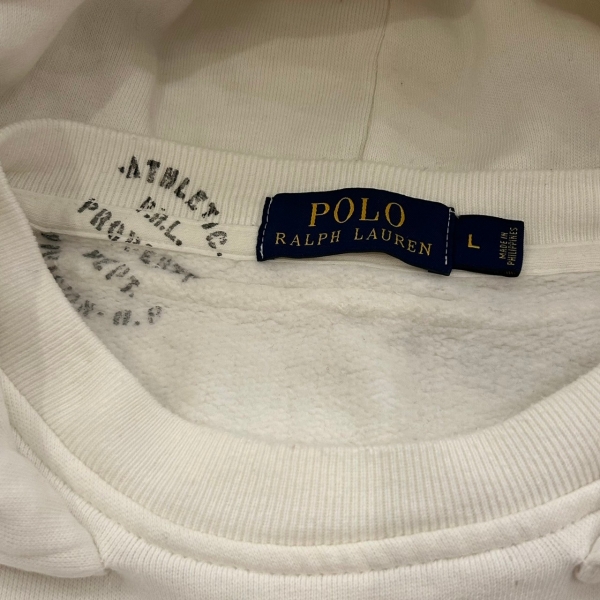 ATHLETIC.
P.R.L.
PROPERTY
DEPT.
POLO
RALPH LAUREN
L
MADE IN
PHILIPPINES